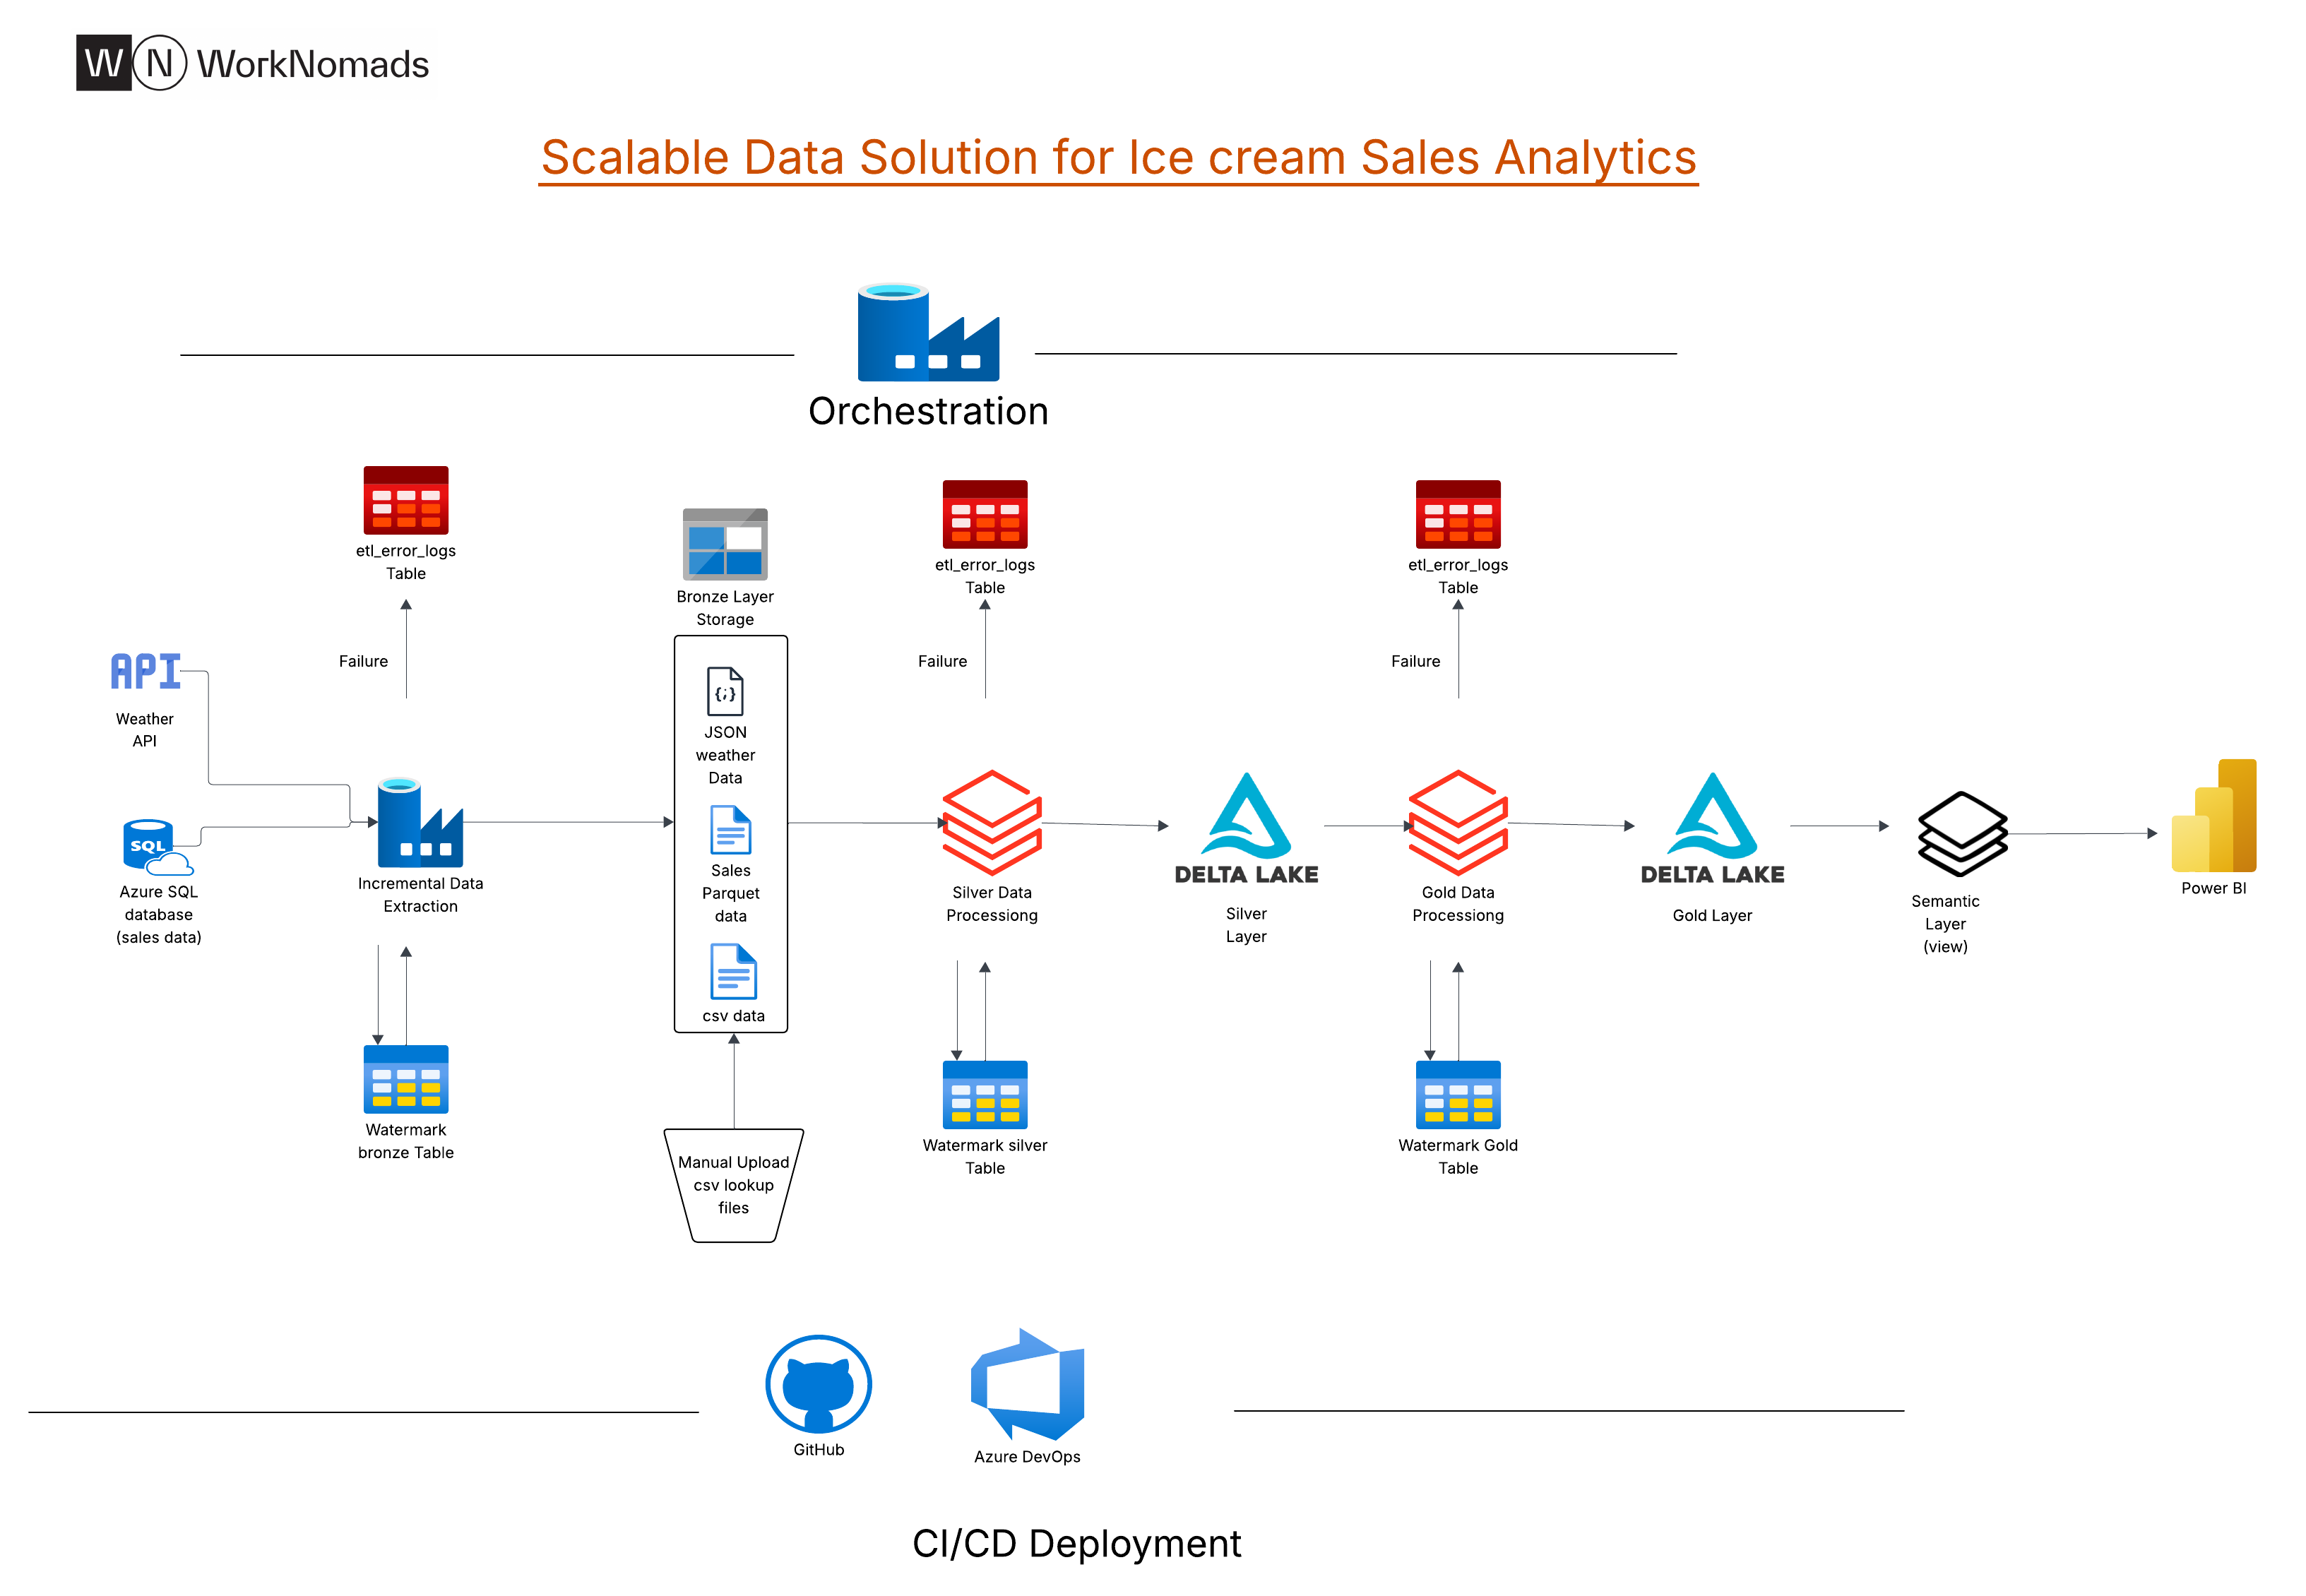 W N WorkNomads
Scalable Data Solution for Ice cream Sales Analytics
Orchestration
etl_error_logs
Table
etl_error_logs
Table
etl_error_logs
Table
Bronze Layer
Storage
Failure
Failure
Failure
API
Weather
API
{;}
JSON
weather
Data
SQL
Azure SQL
database
(sales data)
Incremental Data
Extraction
Sales
Parquet
data
csv data
Silver Data
Processiong
DELTA LAKE
Silver
Layer
Gold Data
Processiong
DELTA LAKE
Gold Layer
Semantic
Layer
(view)
Power BI
Watermark
bronze Table
Manual Upload
csv lookup
files
Watermark silver
Table
Watermark Gold
Table
GitHub
Azure DevOps
CI/CD Deployment